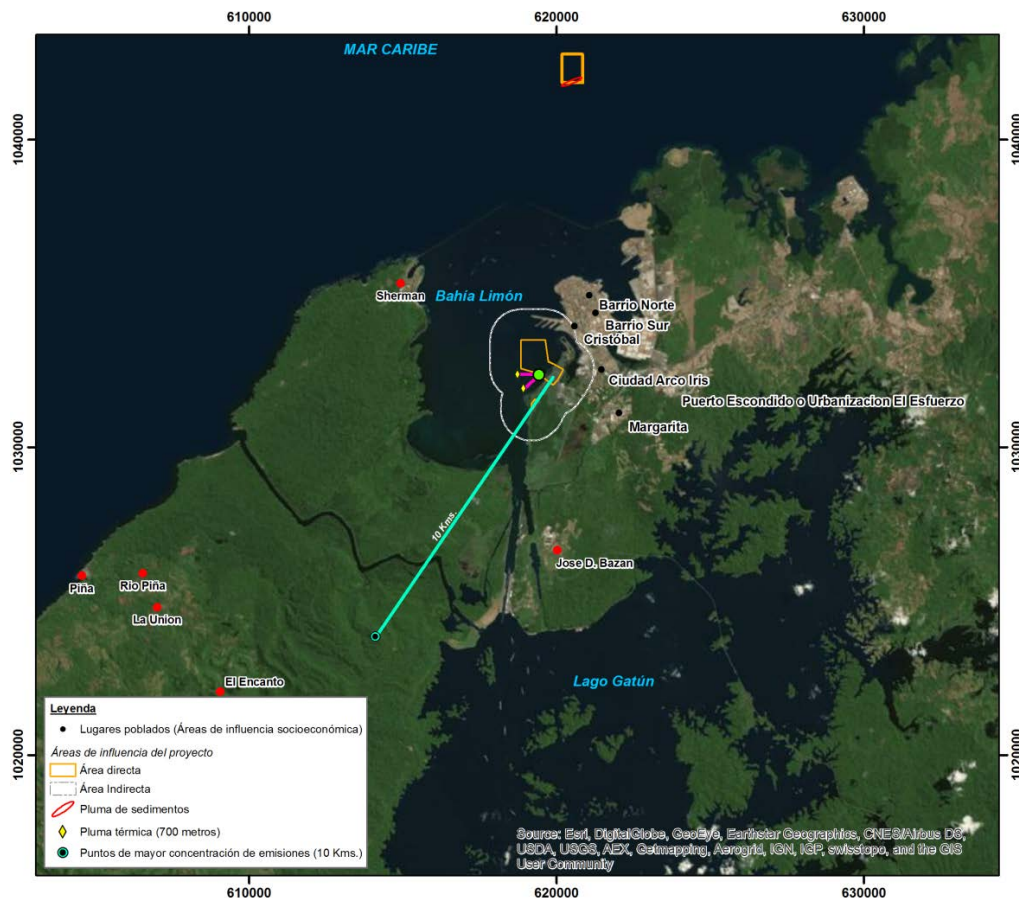 610000
620000
630000
MAR CARIBE
1040000
1040000
Sherman
Bahía Limón
Barrio Norte
Barrio Sur
Cristóbal
Ciudad Arco Iris
Puerto Escondido o Urbanizacion El Esfuerzo
Margarita
1030000
1030000
10 Kms.
Jose D. Bazan
Piña
Rio Piña
La Union
El Encanto
Lago Gatún
Leyenda
Lugares poblados (Áreas de influencia socioeconómica)
Áreas de influencia del proyecto
Área directa
Área Indirecta
Pluma de sedimentos
Pluma térmica (700 metros)
Puntos de mayor concentración de emisiones (10 Kms.)
1020000
1020000
Source: Esri, DigitalGlobe, GeoEye, Earthstar Geographics, CNES/Airbus DS,
USDA, USGS, AEX, Getmapping, Aerogrid, IGN, IGP, swisstopo, and the GIS
User Community
610000
620000
630000